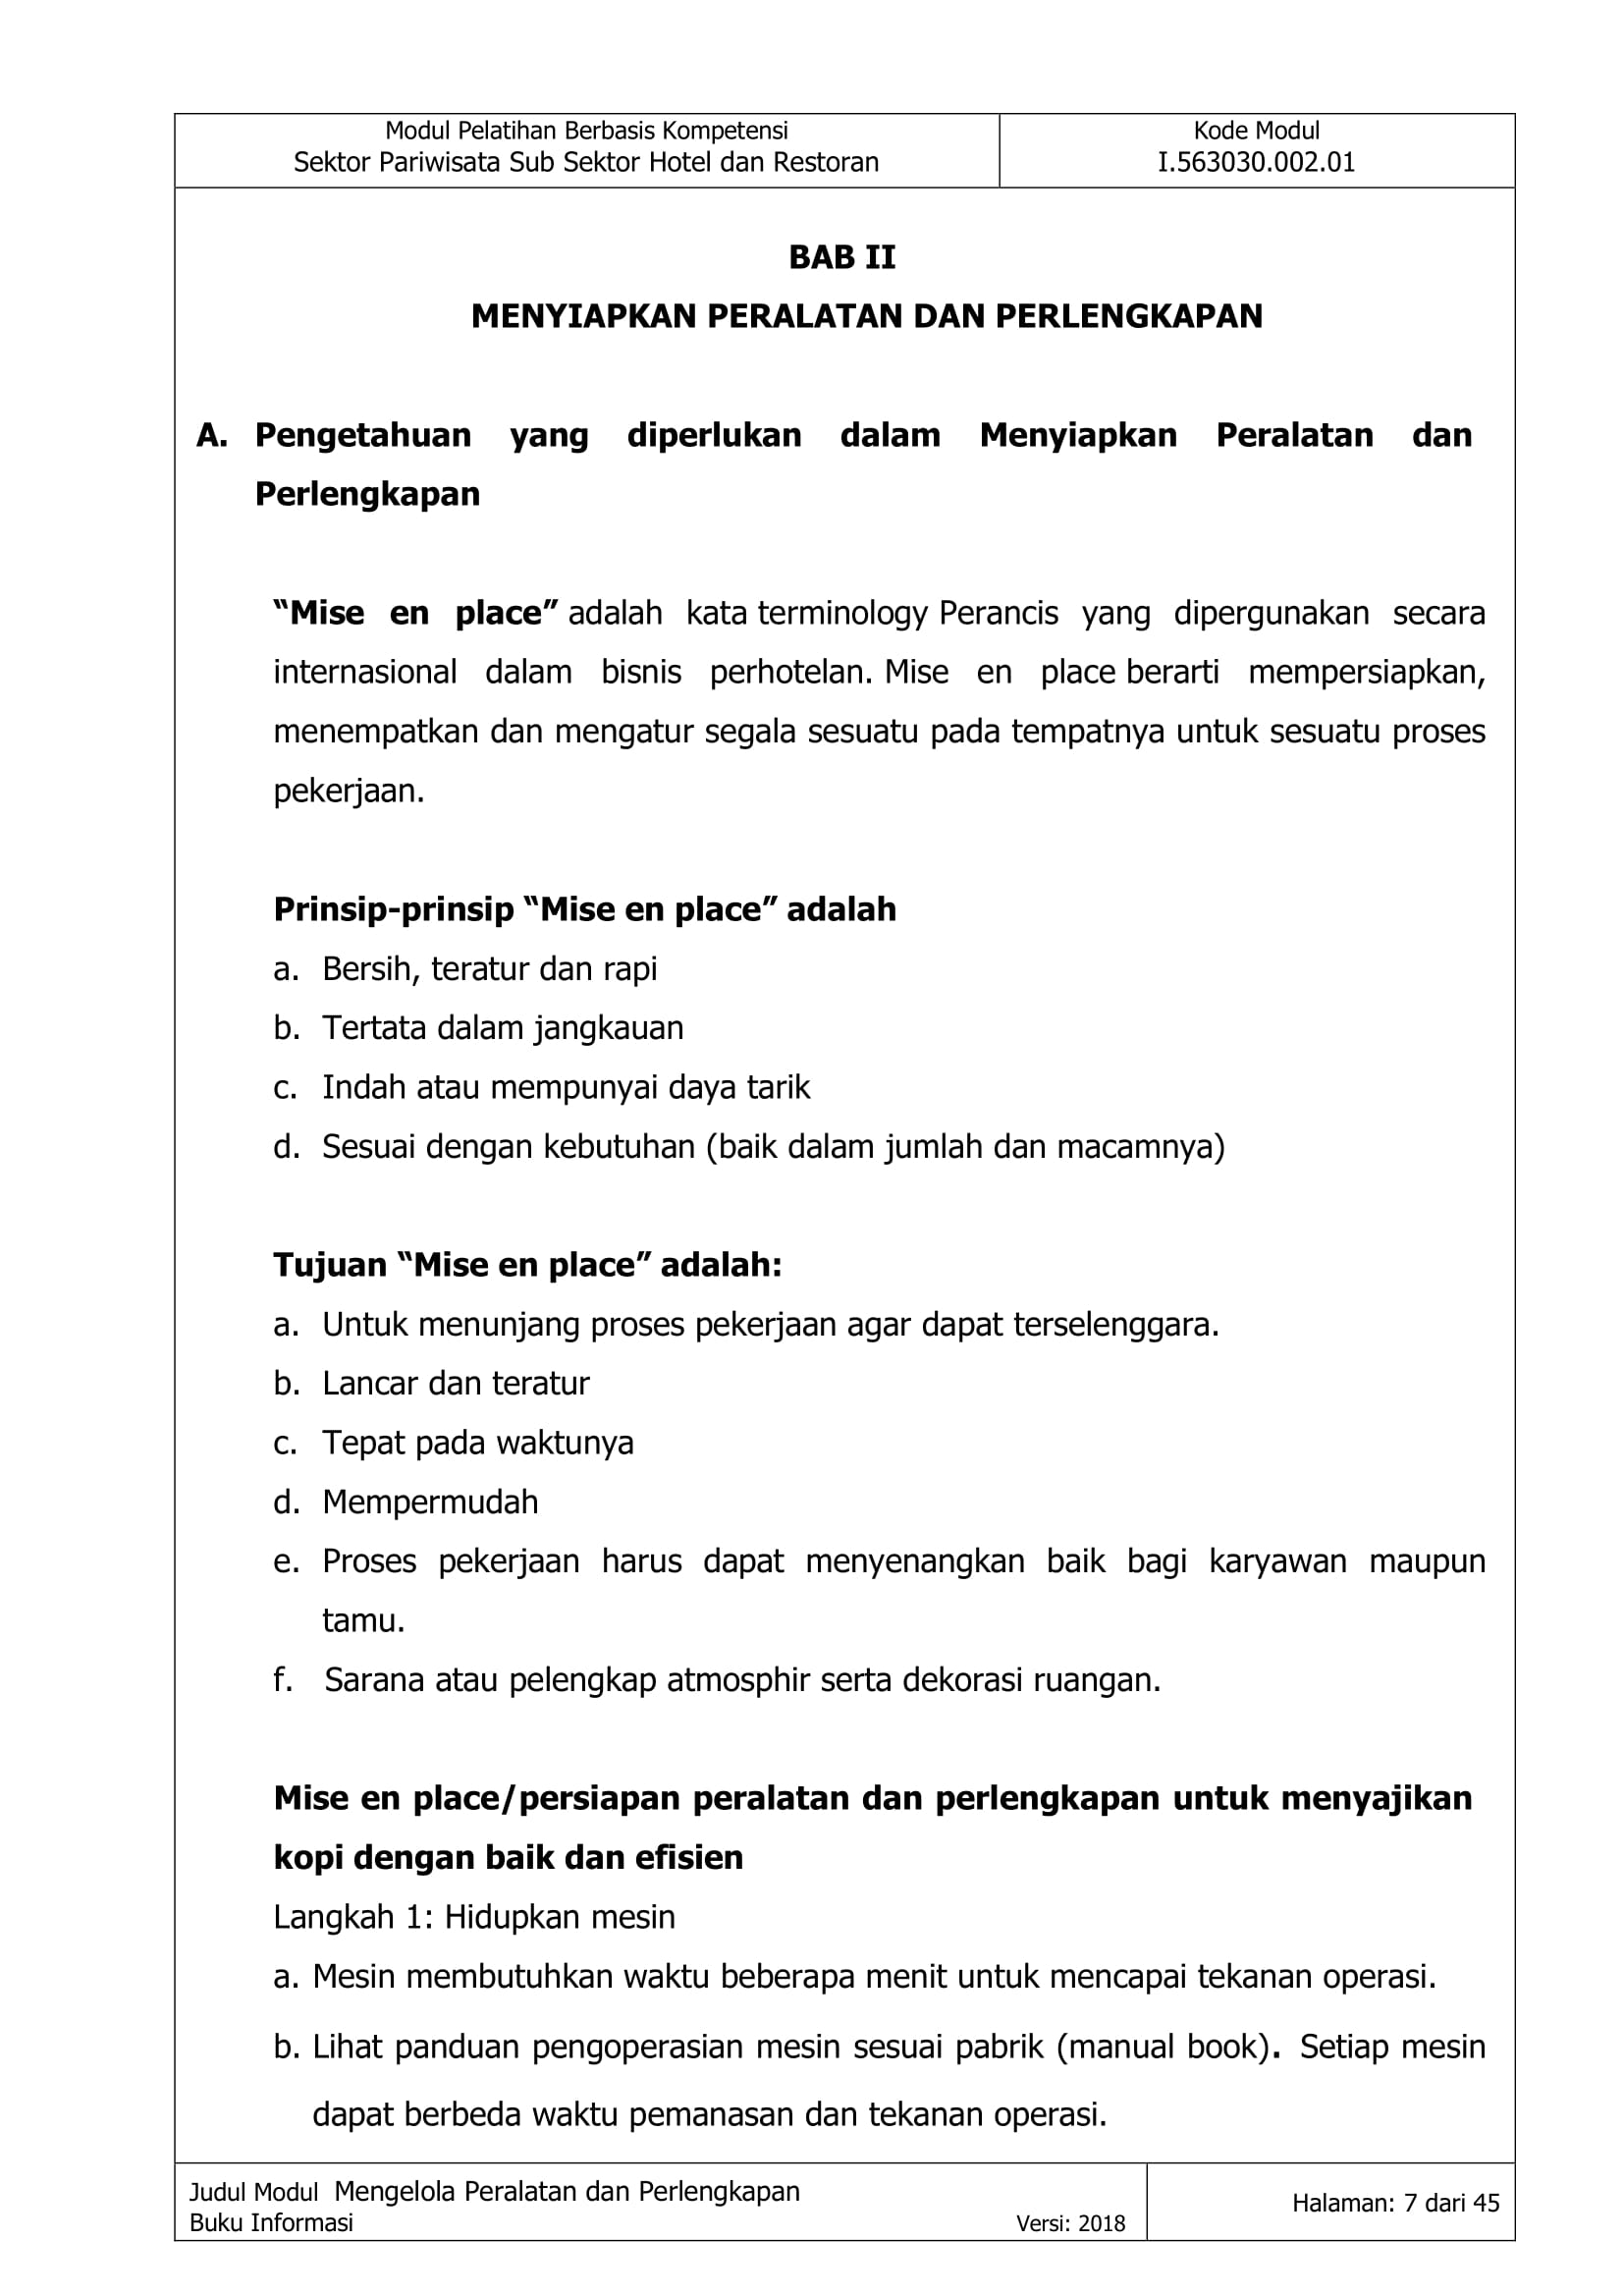 Modul Pelatihan Berbasis Kompetensi
Sektor Pariwisata Sub Sektor Hotel dan Restoran
Kode Modul
I.563030.002.01
BAB II
MENYIAPKAN PERALATAN DAN PERLENGKAPAN
A. Pengetahuan yang diperlukan dalam Menyiapkan Peralatan dan
Perlengkapan
“Mise en place” adalah kata terminology Perancis yang dipergunakan secara
internasional dalam bisnis perhotelan. Mise en place berarti mempersiapkan,
menempatkan dan mengatur segala sesuatu pada tempatnya untuk sesuatu proses
pekerjaan.
Prinsip-prinsip “Mise en place” adalah
a. Bersih, teratur dan rapi
b. Tertata dalam jangkauan
c. Indah atau mempunyai daya tarik
d. Sesuai dengan kebutuhan (baik dalam jumlah dan macamnya)
Tujuan “Mise en place” adalah:
a. Untuk menunjang proses pekerjaan agar dapat terselenggara.
b. Lancar dan teratur
c. Tepat pada waktunya
d. Mempermudah
e. Proses pekerjaan harus dapat menyenangkan baik bagi karyawan maupun
tamu.
f. Sarana atau pelengkap atmosphir serta dekorasi ruangan.
Mise en place/persiapan peralatan dan perlengkapan untuk menyajikan
kopi dengan baik dan efisien
Langkah 1: Hidupkan mesin
a. Mesin membutuhkan waktu beberapa menit untuk mencapai tekanan operasi.
b. Lihat panduan pengoperasian mesin sesuai pabrik (manual book). Setiap mesin
dapat berbeda waktu pemanasan dan tekanan operasi.
Judul Modul Mengelola Peralatan dan Perlengkapan
Buku Informasi Versi: 2018
Halaman: 7 dari 45